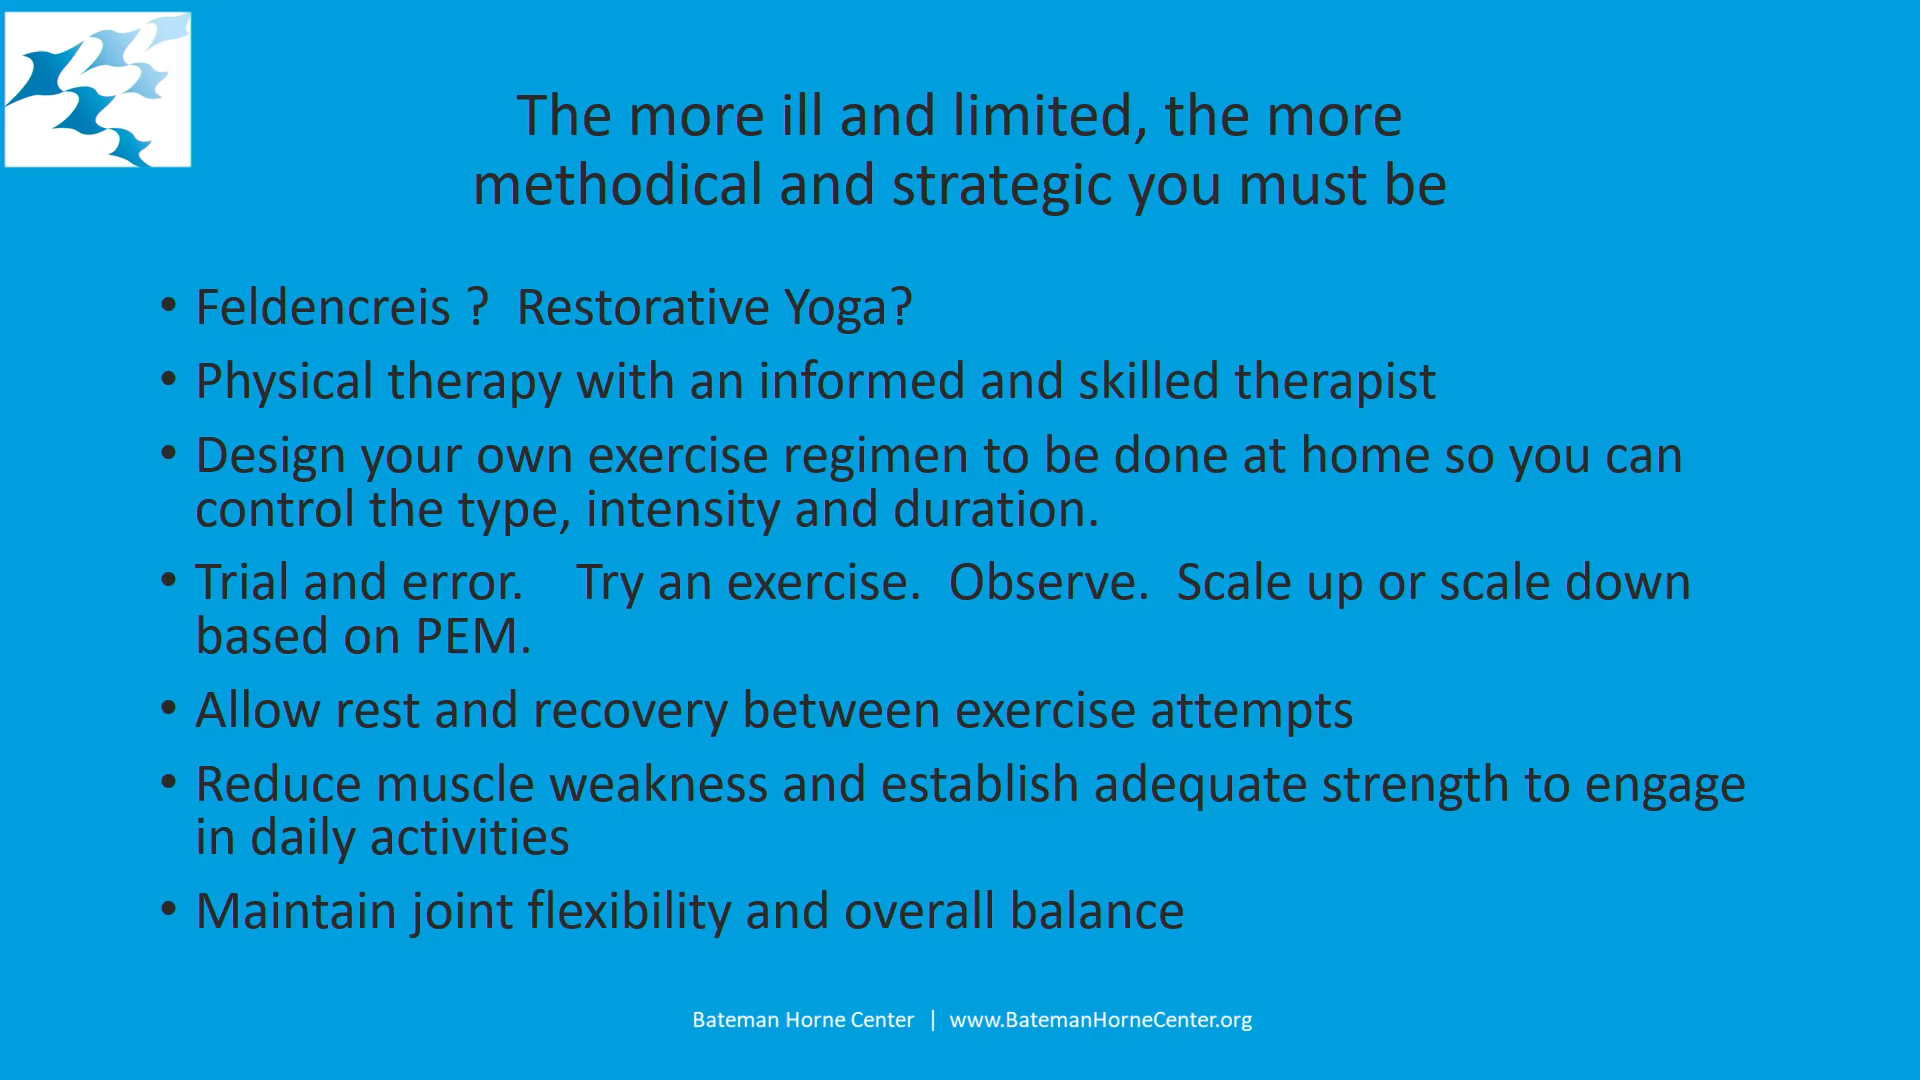 The more ill and limited, the more
methodical and strategic you must be
• Feldencreis ?  Restorative Yoga?
• Physical therapy with an informed and skilled therapist
• Design your own exercise regimen to be done at home so you can
control the type, intensity and duration.
• Trial and error.    Try an exercise.  Observe.  Scale up or scale down
based on PEM.
• Allow rest and recovery between exercise attempts
• Reduce muscle weakness and establish adequate strength to engage
in daily activities
• Maintain joint flexibility and overall balance
Bateman Horne Center | www.BatemanHorneCenter.org